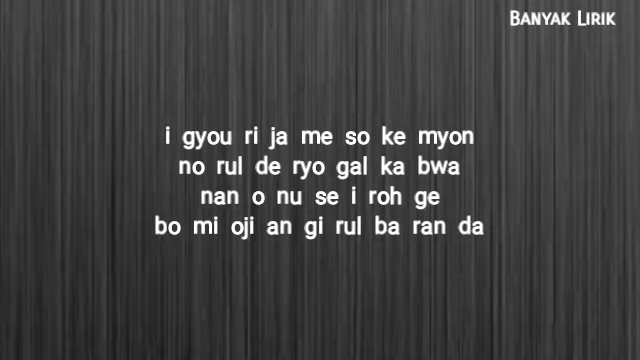 BANYAK LIRIK
i gyou ri ja me so ke myon
no rul de ryo gal ka bwa
nan o nu se i roh ge
bo mi oji an gi rul ba ran da